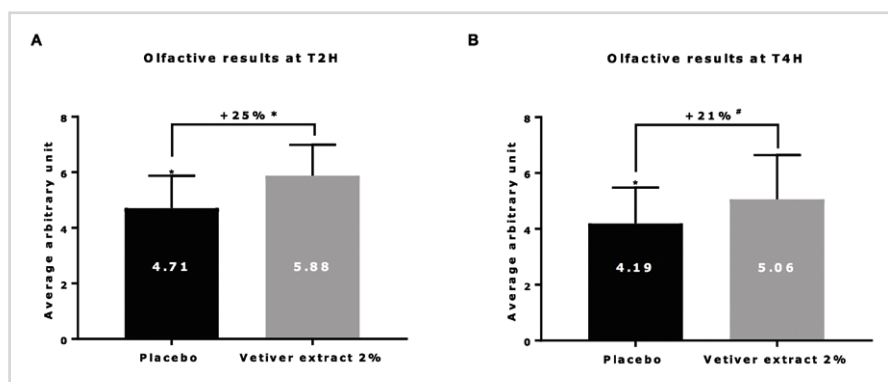 A
Olfactive results at T2H
+25% *
8
6
4
2
0
Average arbitrary unit
*
4.71
5.88
Placebo
Vetiver extract 2%
B
Olfactive results at T4H
+21% #
8
6
4
2
0
Average arbitrary unit
*
4.19
5.06
Placebo
Vetiver extract 2%